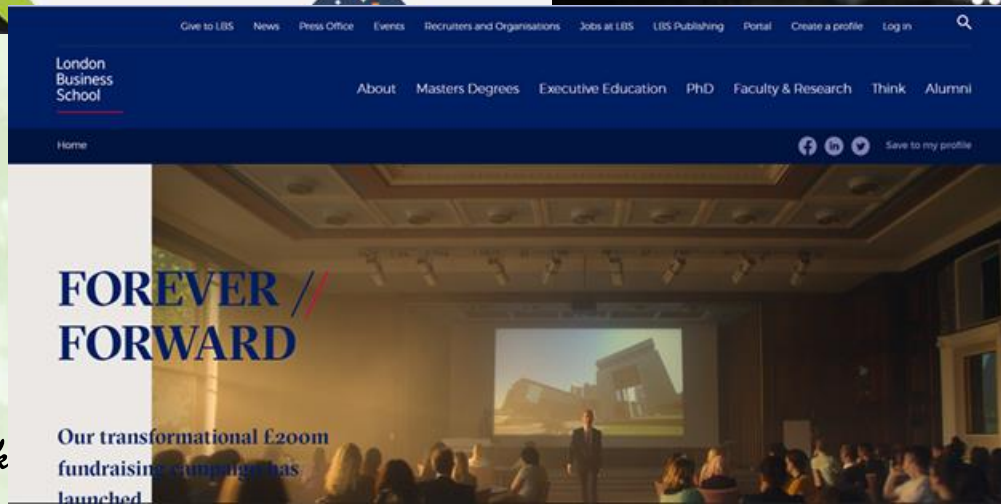 Give to LBS News Press Office Events Recruiters and Organisations Jobs at LBS LBS Publishing Portal Create a profile Log in
London
Business
School
About Masters Degrees Executive Education PhD Faculty & Research Think Alumni
Home
Save to my profile
FOREVER //
FORWARD
Our transformational £200m
fundraising campaign has
launched